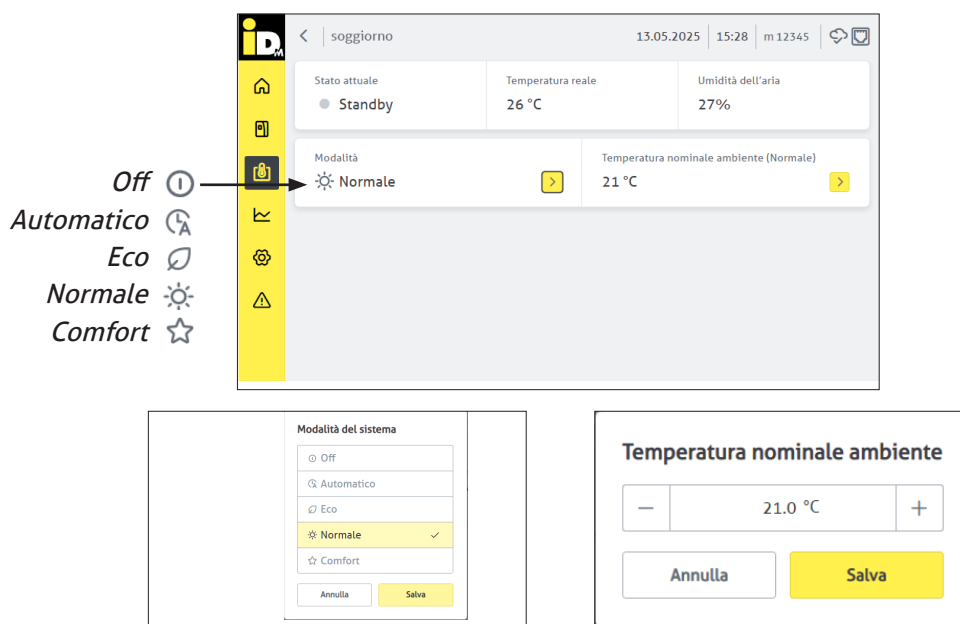 iDM
soggiorno
13.05.2025 15:28 m 12345
Stato attuale
Standby
Temperatura reale
26 °C
Umidità dell'aria
27%
Modalità
Normale
Temperatura nominale ambiente (Normale)
21 °C
Off
Automatico
Eco
Normale
Comfort
Modalità del sistema
Off
Automatico
Eco
Normale
Comfort
Annulla Salva
Temperatura nominale ambiente
− 21.0 °C +
Annulla Salva